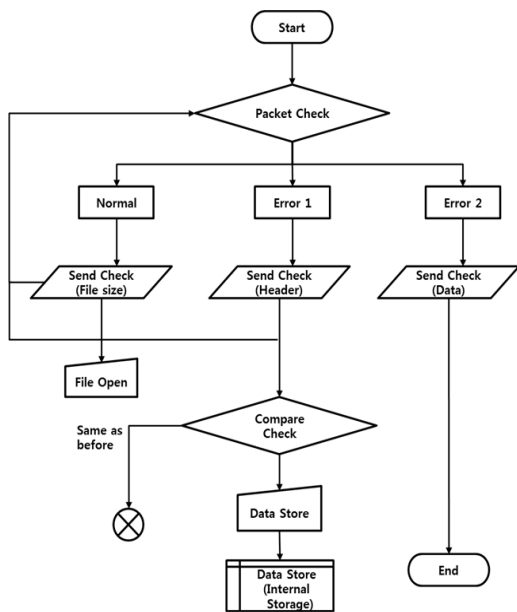 Start
Packet Check
Normal
Error 1
Error 2
Send Check
(File size)
Send Check
(Header)
Send Check
(Data)
File Open
Same as
before
Compare
Check
Data Store
Data Store
(Internal
Storage)
End